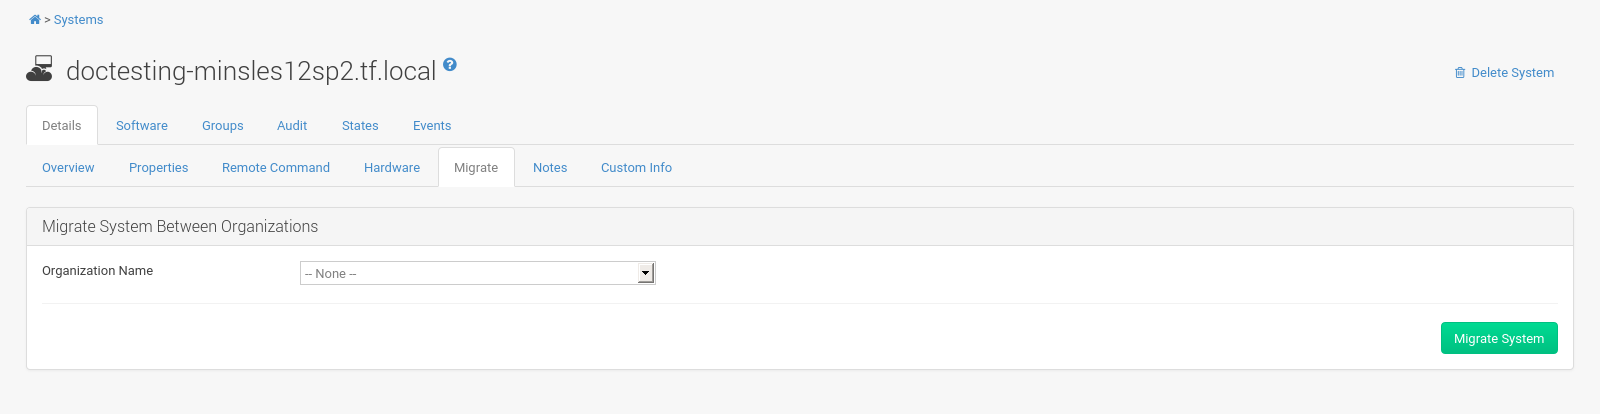 > Systems
doctesting-minsles12sp2.tf.local ?
Delete System
Details Software Groups Audit States Events
Overview Properties Remote Command Hardware Migrate Notes Custom Info
Migrate System Between Organizations
Organization Name -- None --
Migrate System